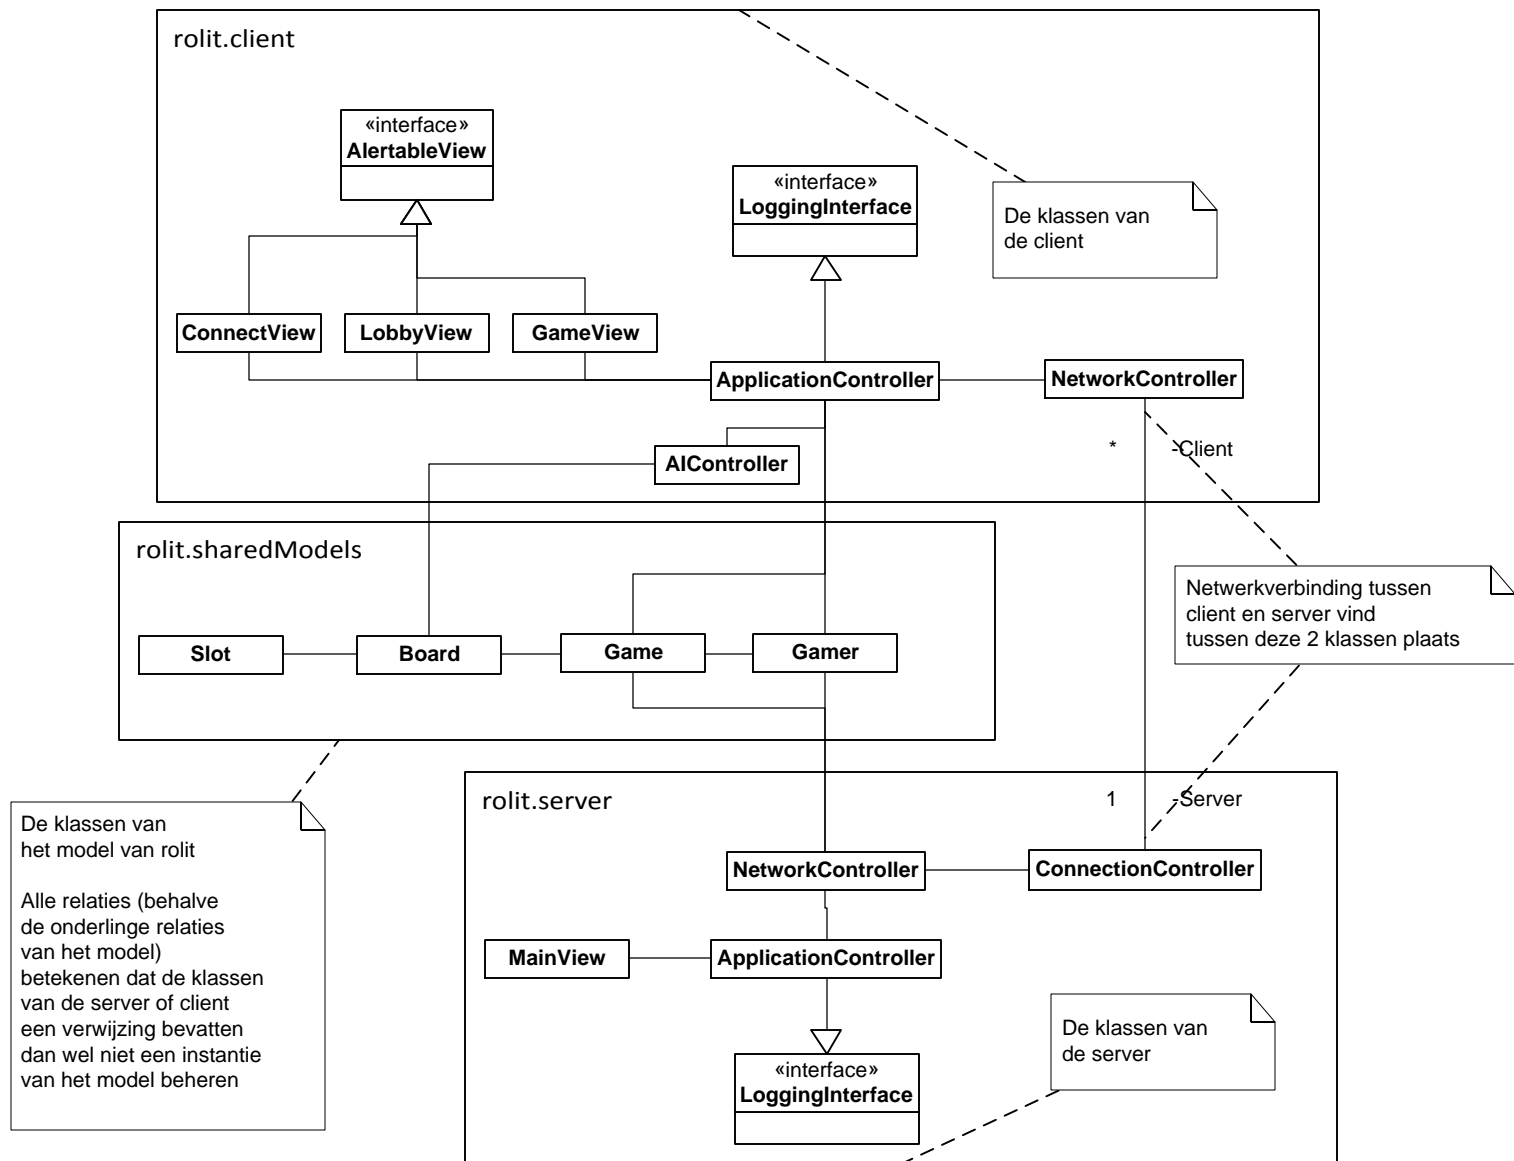 rolit.client
«interface»
AlertableView
«interface»
LoggingInterface
De klassen van
de client
ConnectView
LobbyView
GameView
ApplicationController
NetworkController
*
-Client
AIController
rolit.sharedModels
Netwerkverbinding tussen
client en server vind
tussen deze 2 klassen plaats
Slot
Board
Game
Gamer
De klassen van
het model van rolit
Alle relaties (behalve
de onderlinge relaties
van het model)
betekenen dat de klassen
van de server of client
een verwijzing bevatten
dan wel niet een instantie
van het model beheren
rolit.server
1
-Server
NetworkController
ConnectionController
MainView
ApplicationController
De klassen van
de server
«interface»
LoggingInterface